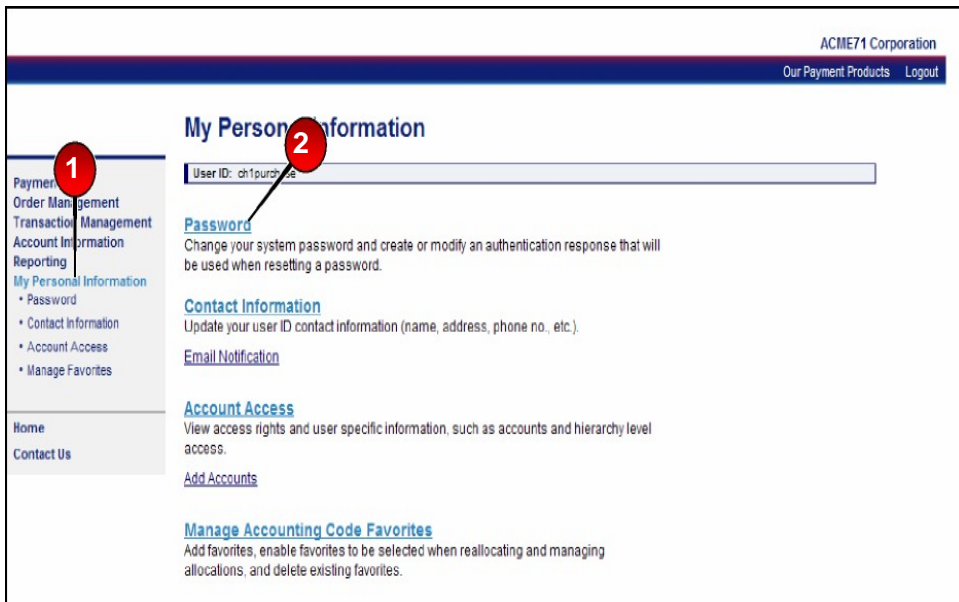 ACME71 Corporation
Our Payment Products Logout
My Personal Information
User ID: ch1purchase
1
2
Order Management
Transaction Management
Account Information
Reporting
My Personal Information
• Password
• Contact Information
• Account Access
• Manage Favorites
Home
Contact Us
Password
Change your system password and create or modify an authentication response that will
be used when resetting a password.
Contact Information
Update your user ID contact information (name, address, phone no., etc.).
Email Notification
Account Access
View access rights and user specific information, such as accounts and hierarchy level
access.
Add Accounts
Manage Accounting Code Favorites
Add favorites, enable favorites to be selected when reallocating and managing
allocations, and delete existing favorites.